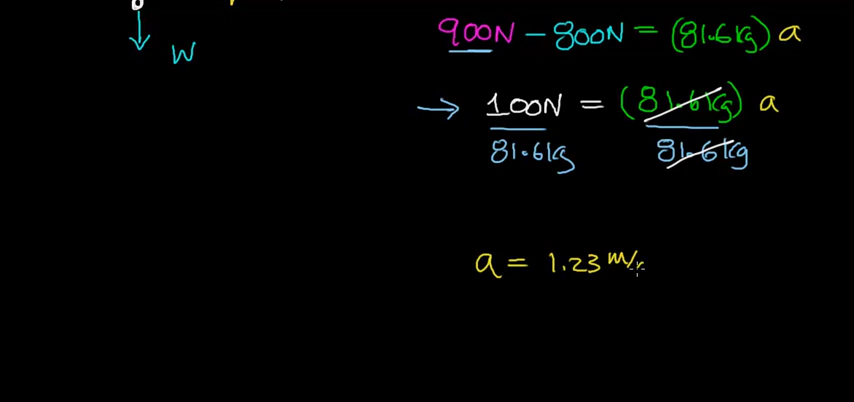 W
900N - 800N = (81.6kg) a
→ 100N = (81.6kg) a
81.6kg 81.6kg
a = 1.23 m/